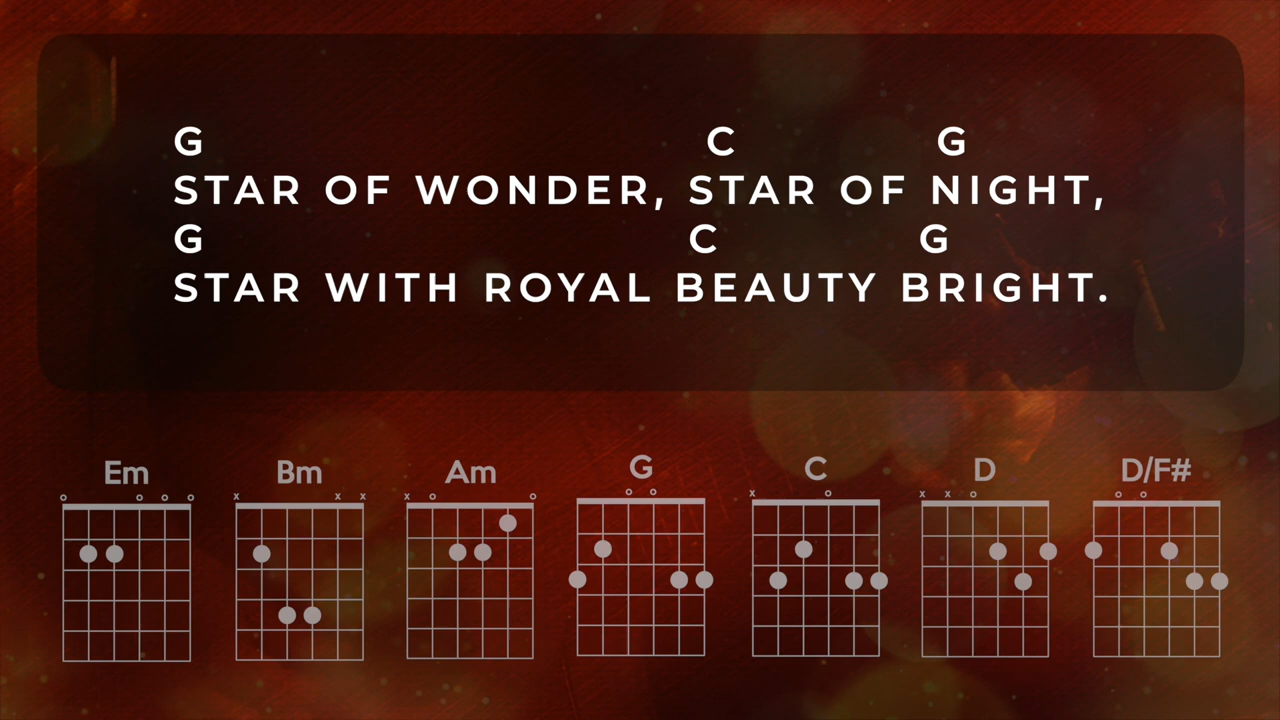 G C G
STAR OF WONDER, STAR OF NIGHT,
G C G
STAR WITH ROYAL BEAUTY BRIGHT.
Em Bm Am G C D D/F#
o o o o x x x x o o o o x o x x o o o